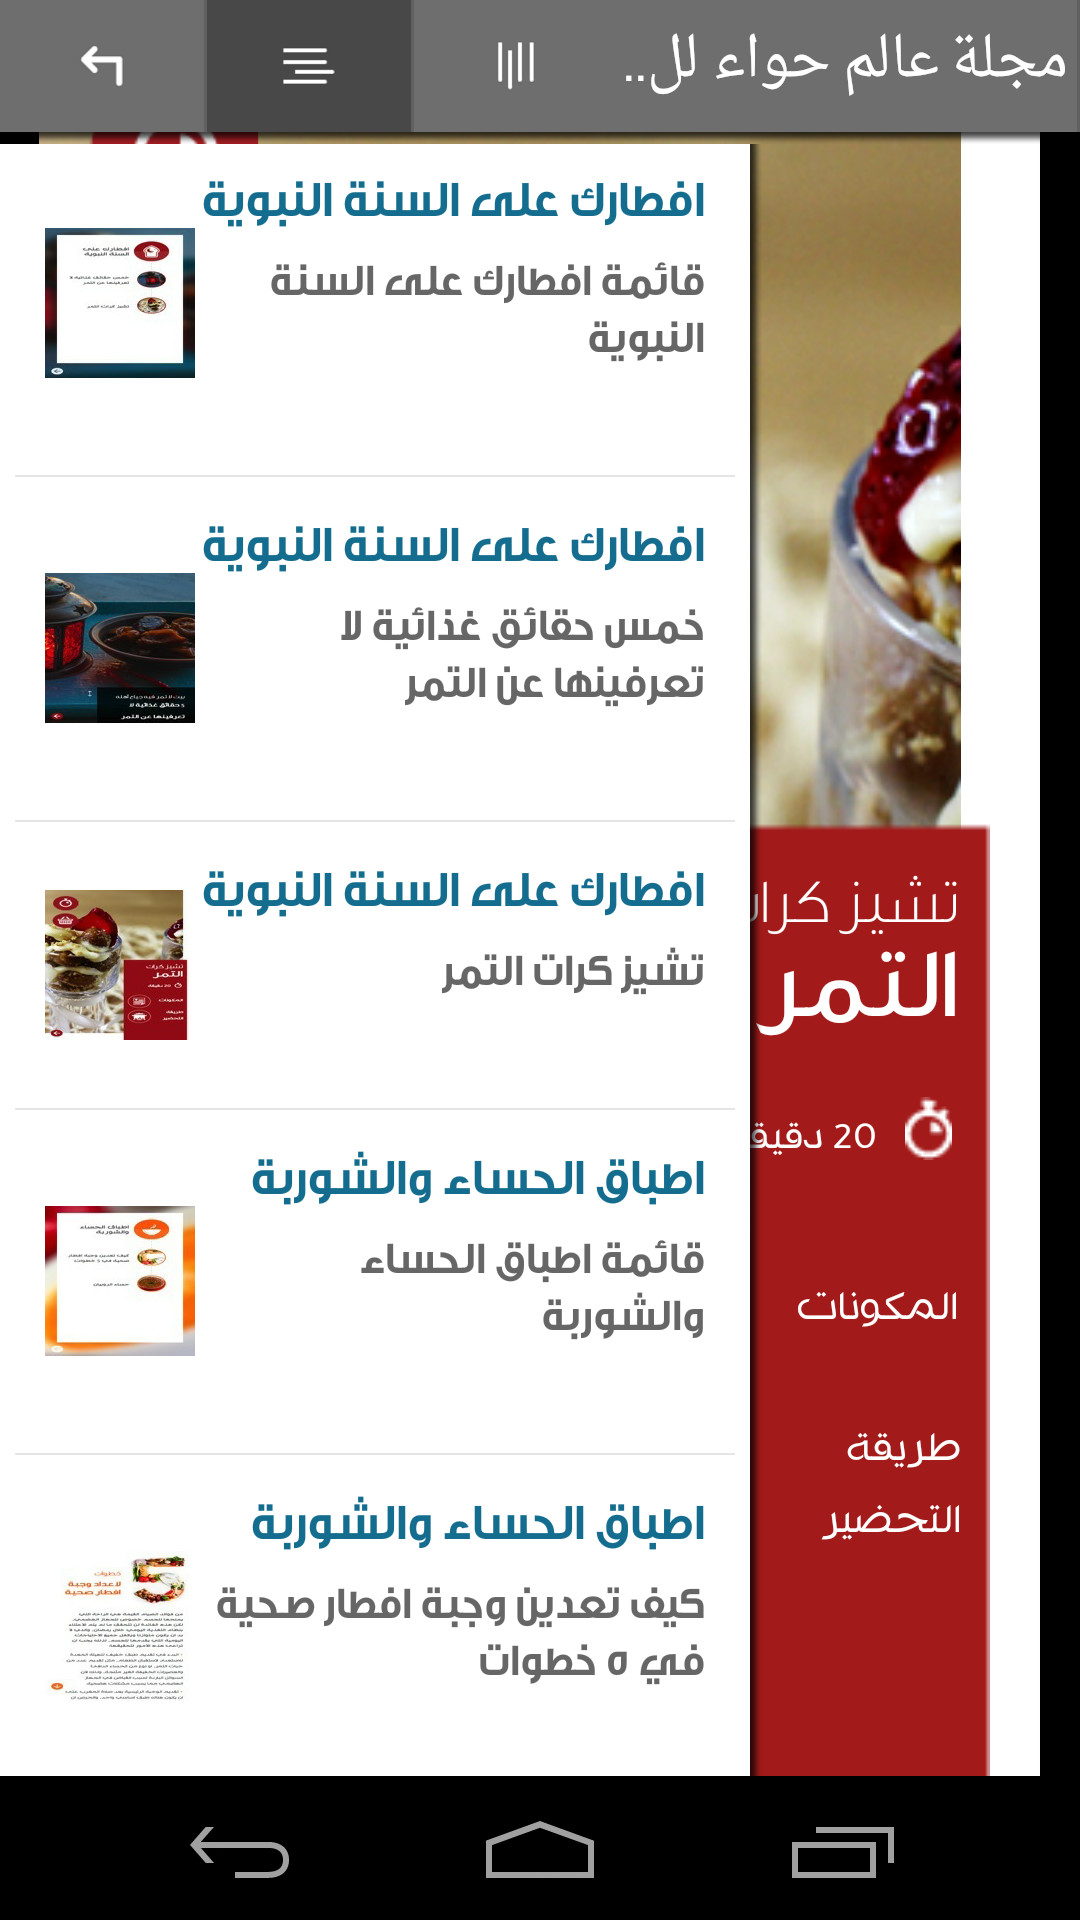 مجلة عالم حواء لل..
افطارك على السنة النبوية
قائمة افطارك على السنة
النبوية
افطارك على السنة النبوية
خمس حقائق غذائية لا
تعرفينها عن التمر
افطارك على السنة النبوية
تشيز كرات التمر
اطباق الحساء والشوربة
قائمة اطباق الحساء
والشوربة
اطباق الحساء والشوربة
كيف تعدين وجبة افطار صحية
في ٥ خطوات
تشيز كرات
التمر
20 دقيقة
المكونات
طريقة
التحضير